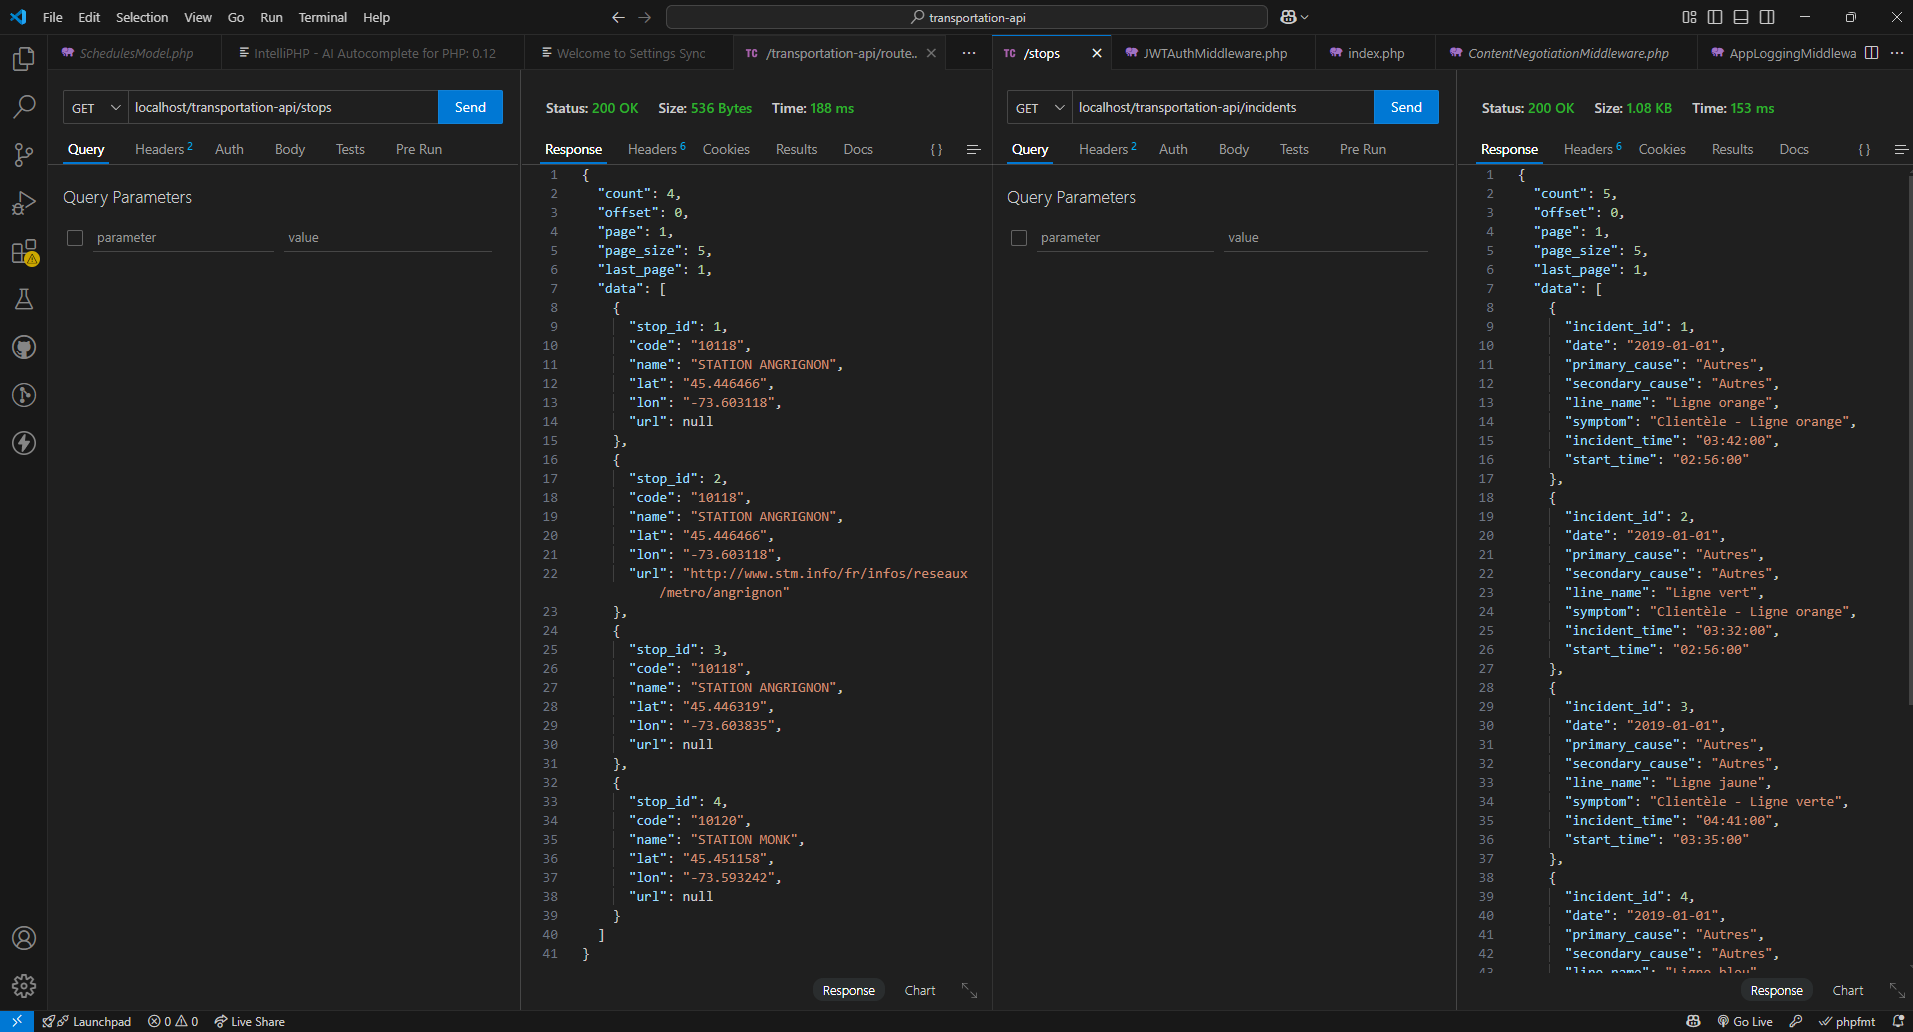 File Edit Selection View Go Run Terminal Help
transportation-api
SchedulesModel.php
IntelliPHP - AI Autocomplete for PHP: 0.12
Welcome to Settings Sync
TC /transportation-api/route..
TC /stops
JWTAuthMiddleware.php
index.php
ContentNegotiationMiddleware.php
AppLoggingMiddlewa
GET localhost/transportation-api/stops Send
Query Headers 2 Auth Body Tests Pre Run
Query Parameters
parameter value
Status: 200 OK Size: 536 Bytes Time: 188 ms
Response Headers 6 Cookies Results Docs { }
1 {
2 "count": 4,
3 "offset": 0,
4 "page": 1,
5 "page_size": 5,
6 "last_page": 1,
7 "data": [
8 {
9 "stop_id": 1,
10 "code": "10118",
11 "name": "STATION ANGRIGNON",
12 "lat": "45.446466",
13 "lon": "-73.603118",
14 "url": null
15 },
16 {
17 "stop_id": 2,
18 "code": "10118",
19 "name": "STATION ANGRIGNON",
20 "lat": "45.446466",
21 "lon": "-73.603118",
22 "url": "http://www.stm.info/fr/infos/reseaux
/metro/angrignon"
23 },
24 {
25 "stop_id": 3,
26 "code": "10118",
27 "name": "STATION ANGRIGNON",
28 "lat": "45.446319",
29 "lon": "-73.603835",
30 "url": null
31 },
32 {
33 "stop_id": 4,
34 "code": "10120",
35 "name": "STATION MONK",
36 "lat": "45.451158",
37 "lon": "-73.593242",
38 "url": null
39 }
40 ]
41 }
Response Chart
GET localhost/transportation-api/incidents Send
Query Headers 2 Auth Body Tests Pre Run
Query Parameters
parameter value
Status: 200 OK Size: 1.08 KB Time: 153 ms
Response Headers 6 Cookies Results Docs { }
1 {
2 "count": 5,
3 "offset": 0,
4 "page": 1,
5 "page_size": 5,
6 "last_page": 1,
7 "data": [
8 {
9 "incident_id": 1,
10 "date": "2019-01-01",
11 "primary_cause": "Autres",
12 "secondary_cause": "Autres",
13 "line_name": "Ligne orange",
14 "symptom": "Clientèle - Ligne orange",
15 "incident_time": "03:42:00",
16 "start_time": "02:56:00"
17 },
18 {
19 "incident_id": 2,
20 "date": "2019-01-01",
21 "primary_cause": "Autres",
22 "secondary_cause": "Autres",
23 "line_name": "Ligne vert",
24 "symptom": "Clientèle - Ligne orange",
25 "incident_time": "03:32:00",
26 "start_time": "02:56:00"
27 },
28 {
29 "incident_id": 3,
30 "date": "2019-01-01",
31 "primary_cause": "Autres",
32 "secondary_cause": "Autres",
33 "line_name": "Ligne jaune",
34 "symptom": "Clientèle - Ligne verte",
35 "incident_time": "04:41:00",
36 "start_time": "03:35:00"
37 },
38 {
39 "incident_id": 4,
40 "date": "2019-01-01",
41 "primary_cause": "Autres",
42 "secondary_cause": "Autres",
43 "line_name": "Ligne bleu"
Response Chart
Launchpad 0 0 Live Share
Go Live phpfmt